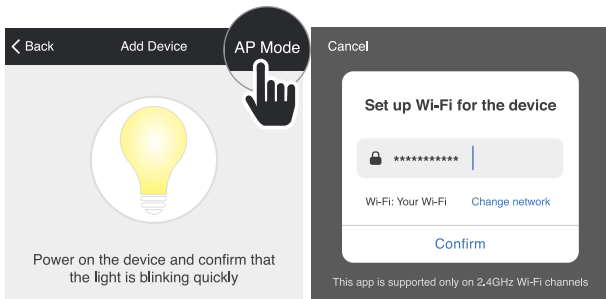 Back
Add Device
AP Mode
Power on the device and confirm that
the light is blinking quickly
Cancel
Set up Wi-Fi for the device
***********
Wi-Fi: Your Wi-Fi
Change network
Confirm
This app is supported only on 2.4GHz Wi-Fi channels